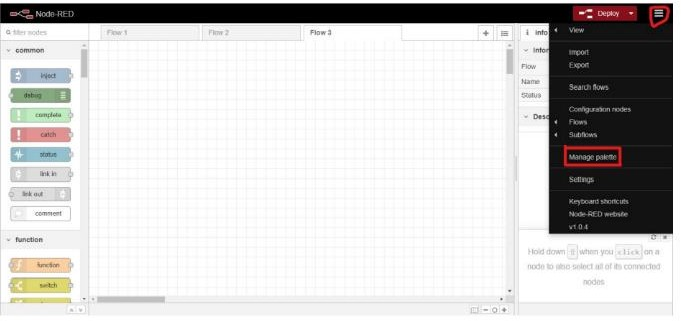 Node-RED
Deploy
filter nodes
Flow 1
Flow 2
Flow 3
info
View
common
Infor
Import
Export
Flow
Name
Status
Search flows
inject
debug
Configuration nodes
Flows
Subflows
complete
Desc
catch
status
Manage palette
link in
Settings
link out
comment
Keyboard shortcuts
Node-RED website
v1.0.4
function
Hold down when you click on a
node to also select all of its connected
nodes
function
switch